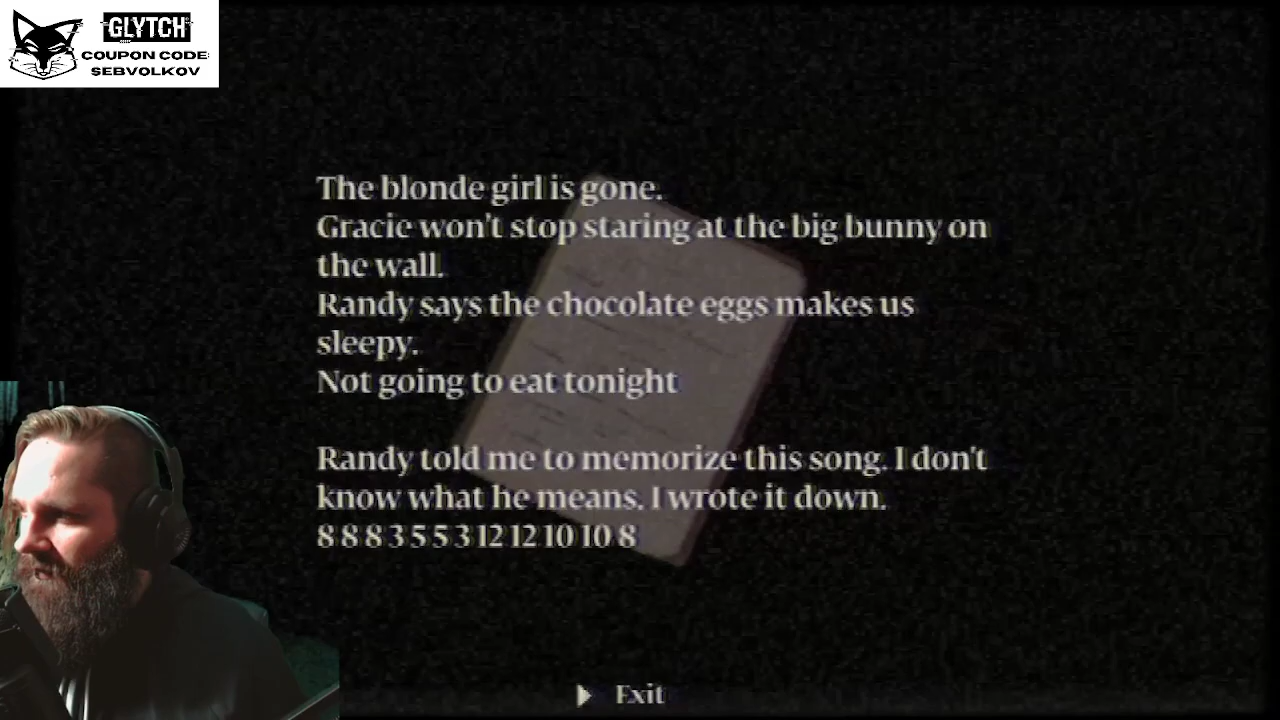 GLYTCH
COUPON CODE:
SEBVOLKOV
The blonde girl is gone.
Gracie won't stop staring at the big bunny on
the wall.
Randy says the chocolate eggs makes us
sleepy.
Not going to eat tonight
Randy told me to memorize this song. I don't
know what he means. I wrote it down.
8 8 8 3 5 5 3 12 12 10 10 8
Exit